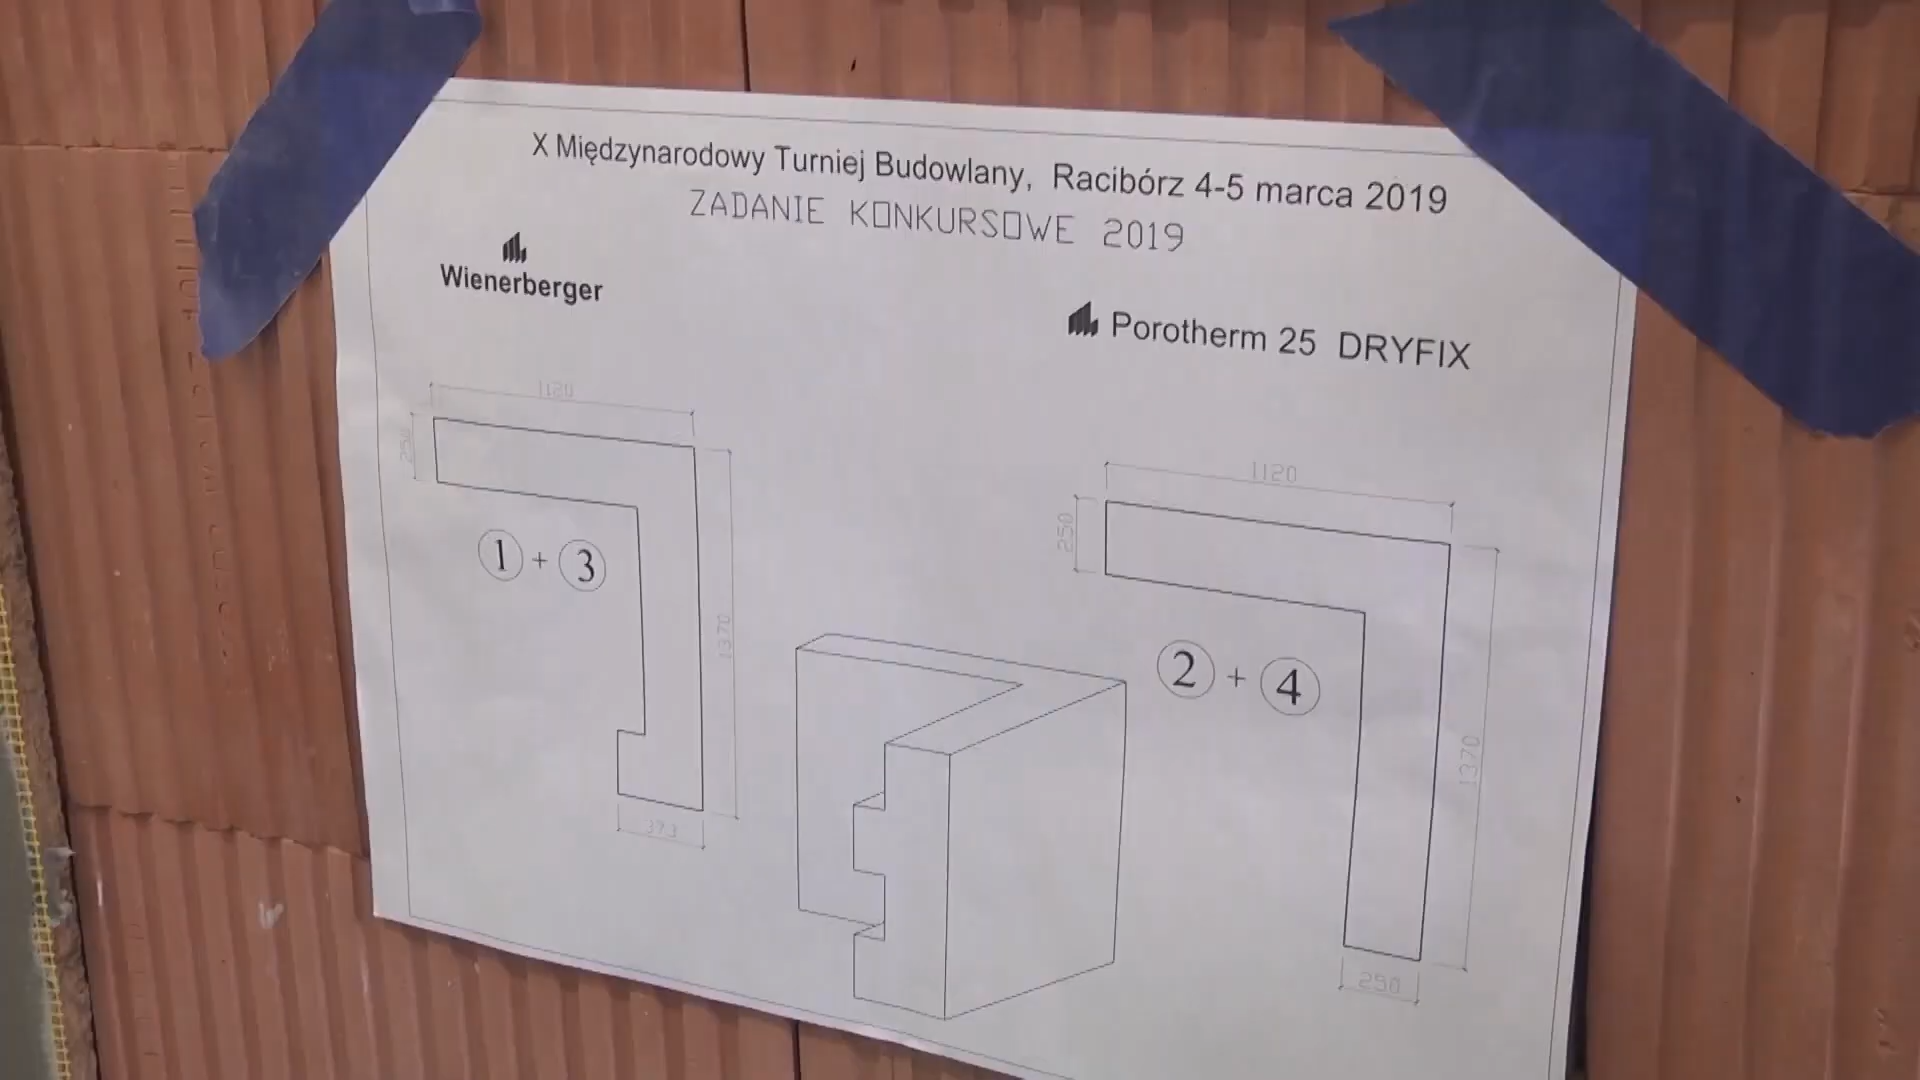 X Międzynarodowy Turniej Budowlany, Racibórz 4-5 marca 2019
ZADANIE KONKURSOWE 2019
Wienerberger
Porotherm 25 DRYFIX
1120
250
1 + 3
1370
373
1120
250
2 + 4
1370
250